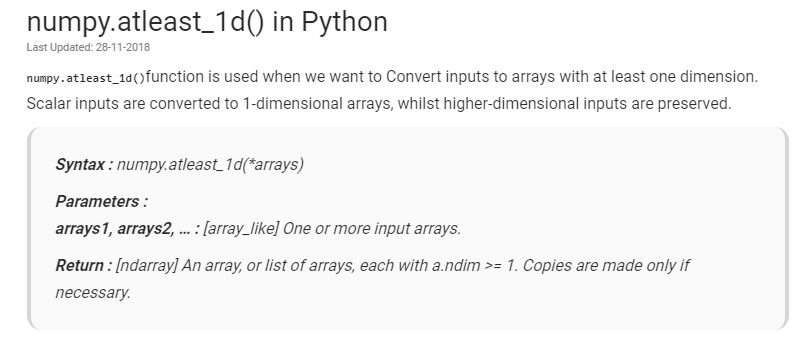 numpy.atleast_1d() in Python
Last Updated: 28-11-2018
numpy.atleast_1d()function is used when we want to Convert inputs to arrays with at least one dimension.
Scalar inputs are converted to 1-dimensional arrays, whilst higher-dimensional inputs are preserved.
Syntax : numpy.atleast_1d(*arrays)
Parameters :
arrays1, arrays2, … : [array_like] One or more input arrays.
Return : [ndarray] An array, or list of arrays, each with a.ndim >= 1. Copies are made only if
necessary.